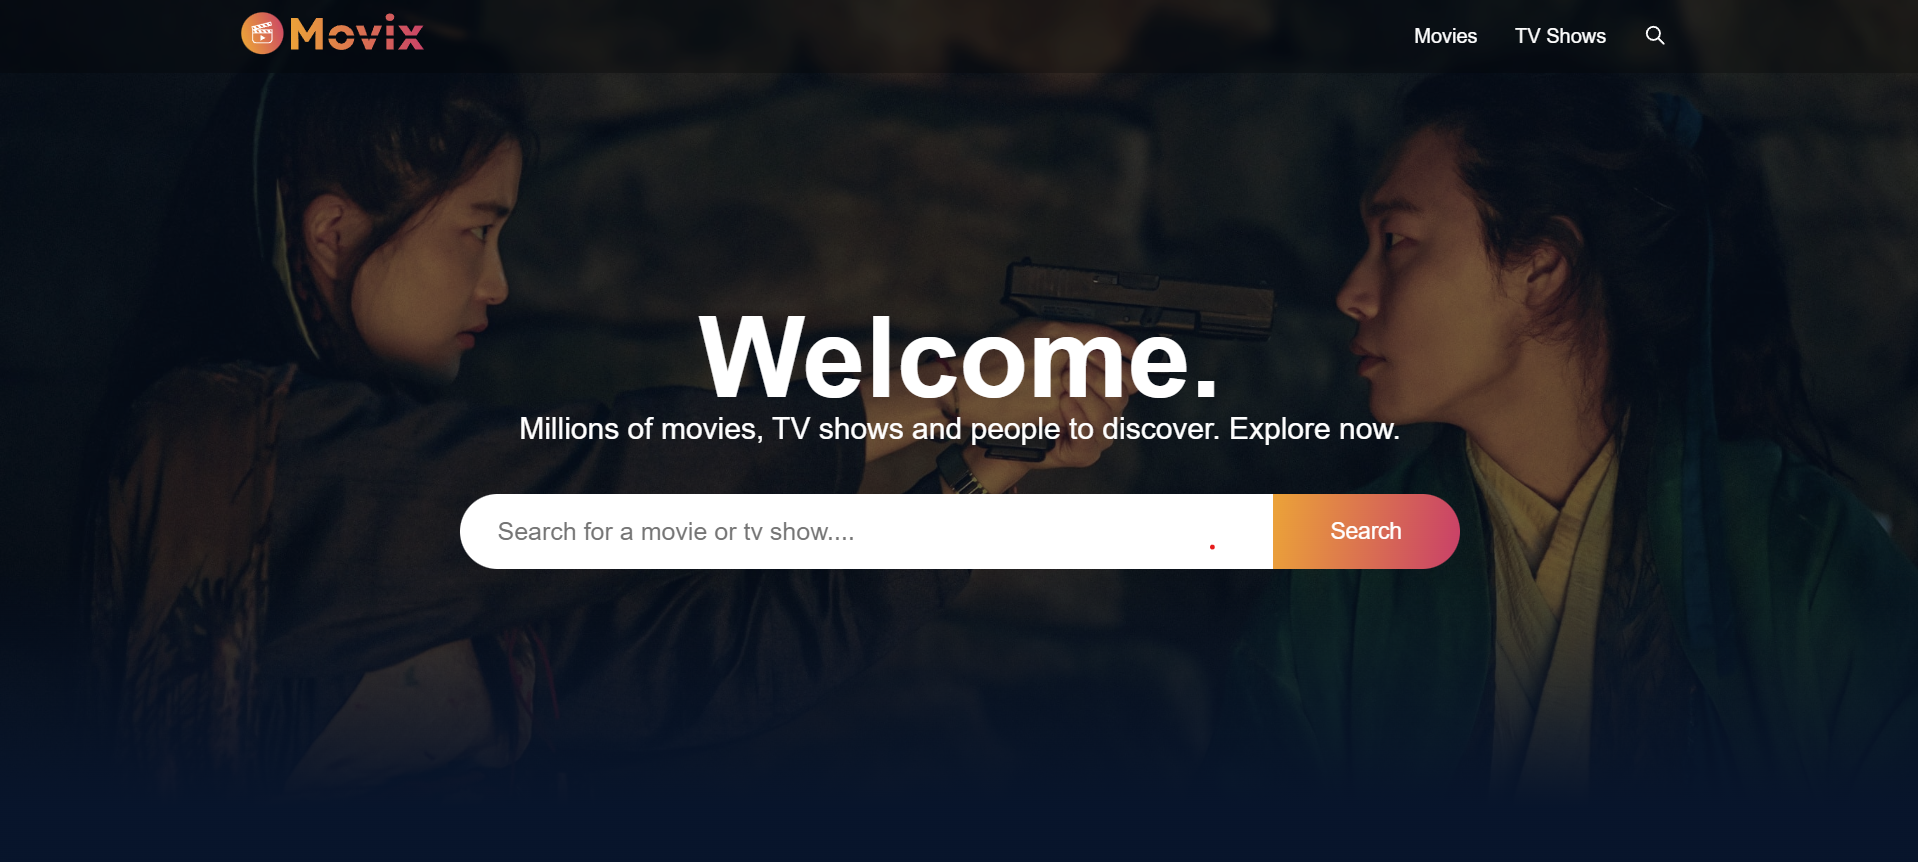 Movix
Movies
TV Shows
Welcome.
Millions of movies, TV shows and people to discover. Explore now.
Search for a movie or tv show....
Search